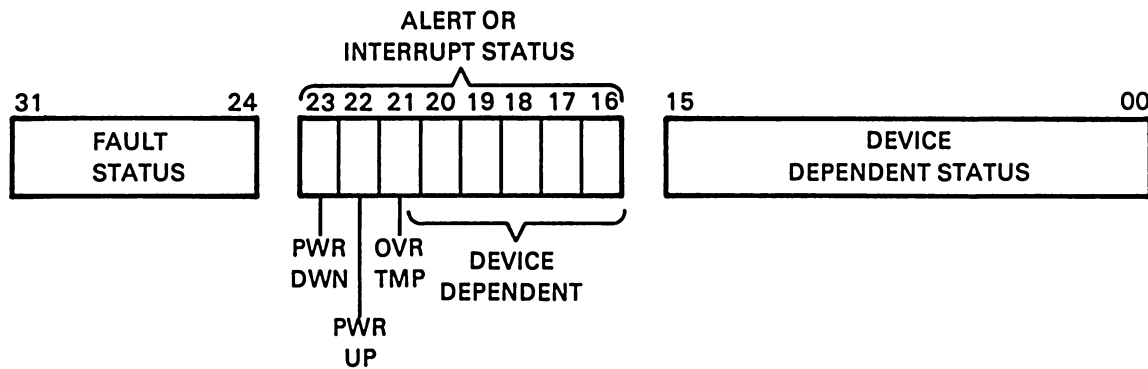 ALERT OR
INTERRUPT STATUS
31 24 23 22 21 20 19 18 17 16 15 00
FAULT
STATUS
DEVICE
DEPENDENT STATUS
PWR
DWN
OVR
TMP
DEVICE
DEPENDENT
PWR
UP